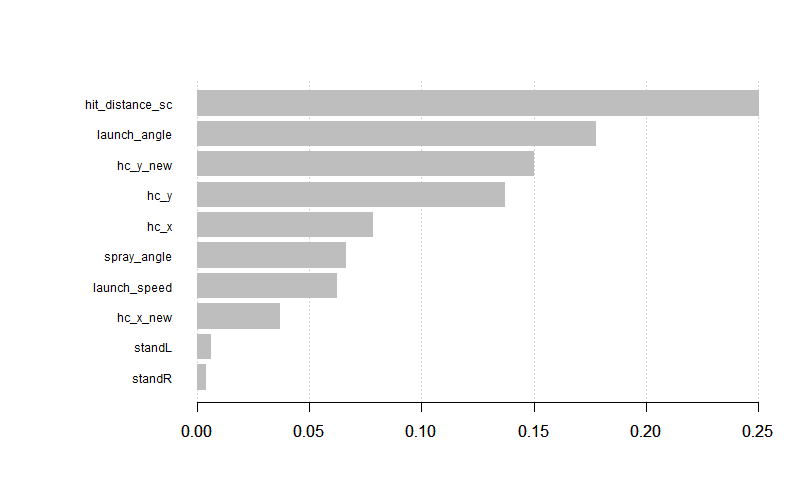 hit_distance_sc
launch_angle
hc_y_new
hc_y
hc_x
spray_angle
launch_speed
hc_x_new
standL
standR
0.00 0.05 0.10 0.15 0.20 0.25